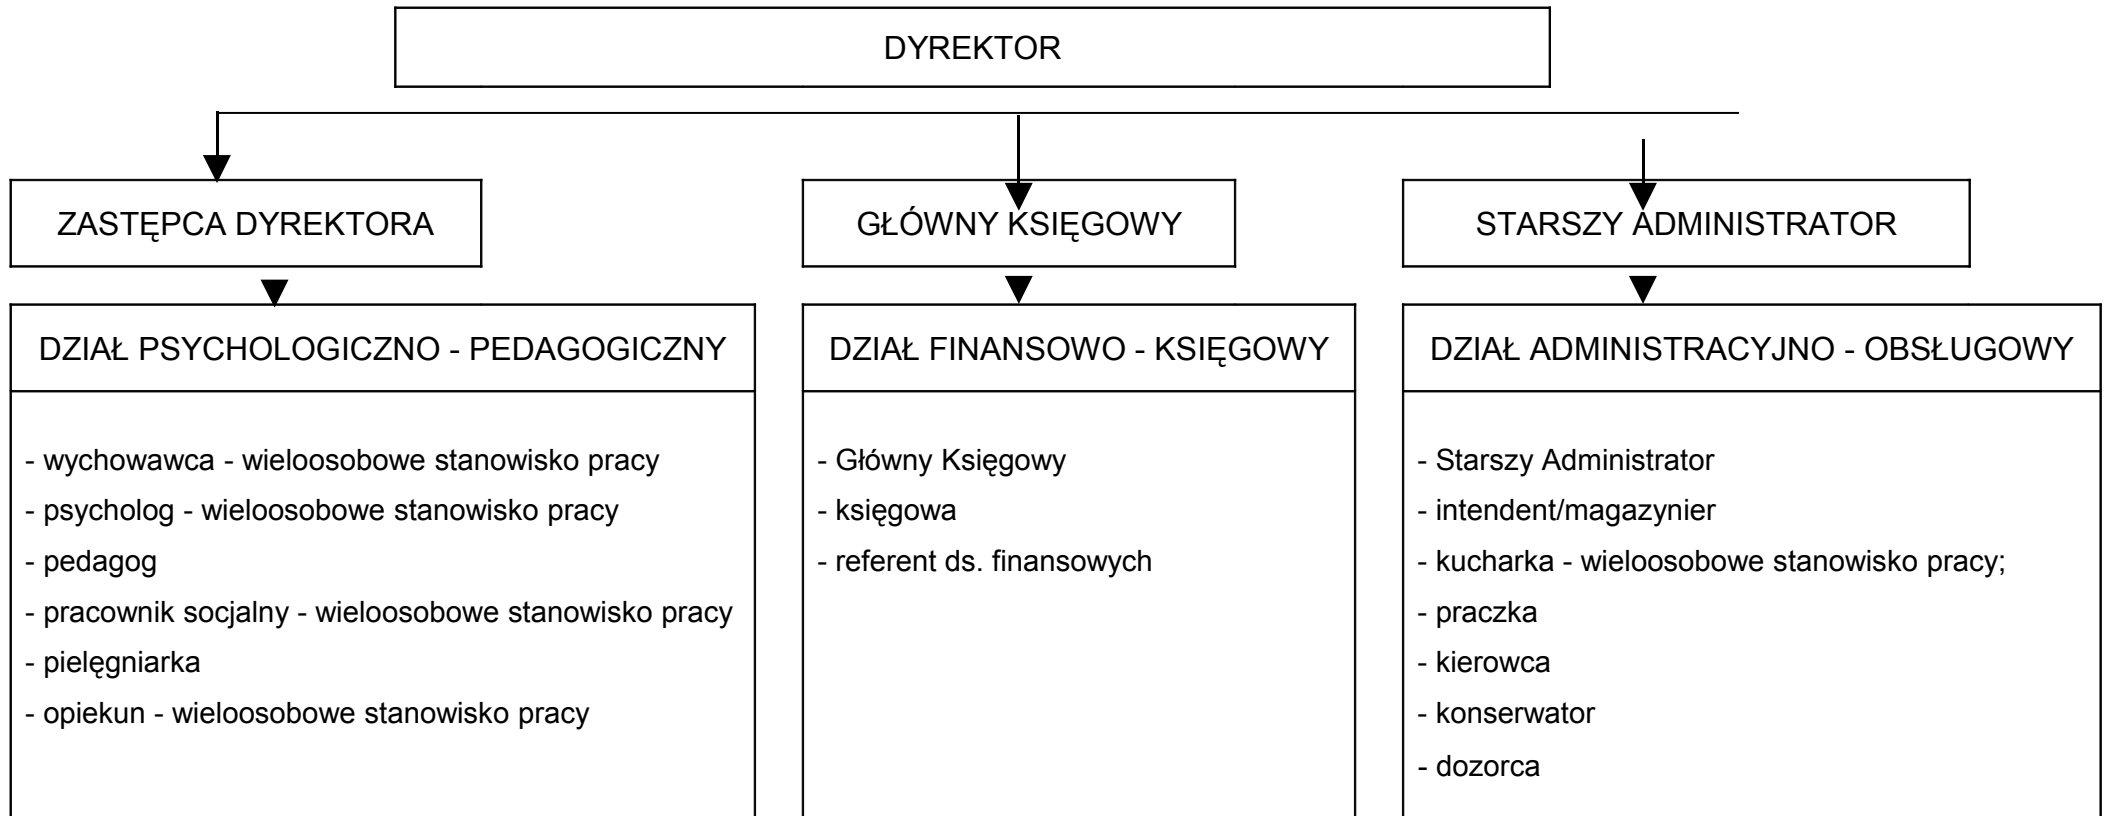 DYREKTOR
ZASTĘPCA DYREKTORA
GŁÓWNY KSIĘGOWY
STARSZY ADMINISTRATOR
DZIAŁ PSYCHOLOGICZNO - PEDAGOGICZNY
- wychowawca - wieloosobowe stanowisko pracy
- psycholog - wieloosobowe stanowisko pracy
- pedagog
- pracownik socjalny - wieloosobowe stanowisko pracy
- pielęgniarka
- opiekun - wieloosobowe stanowisko pracy
DZIAŁ FINANSOWO - KSIĘGOWY
- Główny Księgowy
- księgowa
- referent ds. finansowych
DZIAŁ ADMINISTRACYJNO - OBSŁUGOWY
- Starszy Administrator
- intendent/magazynier
- kucharka - wieloosobowe stanowisko pracy;
- praczka
- kierowca
- konserwator
- dozorca